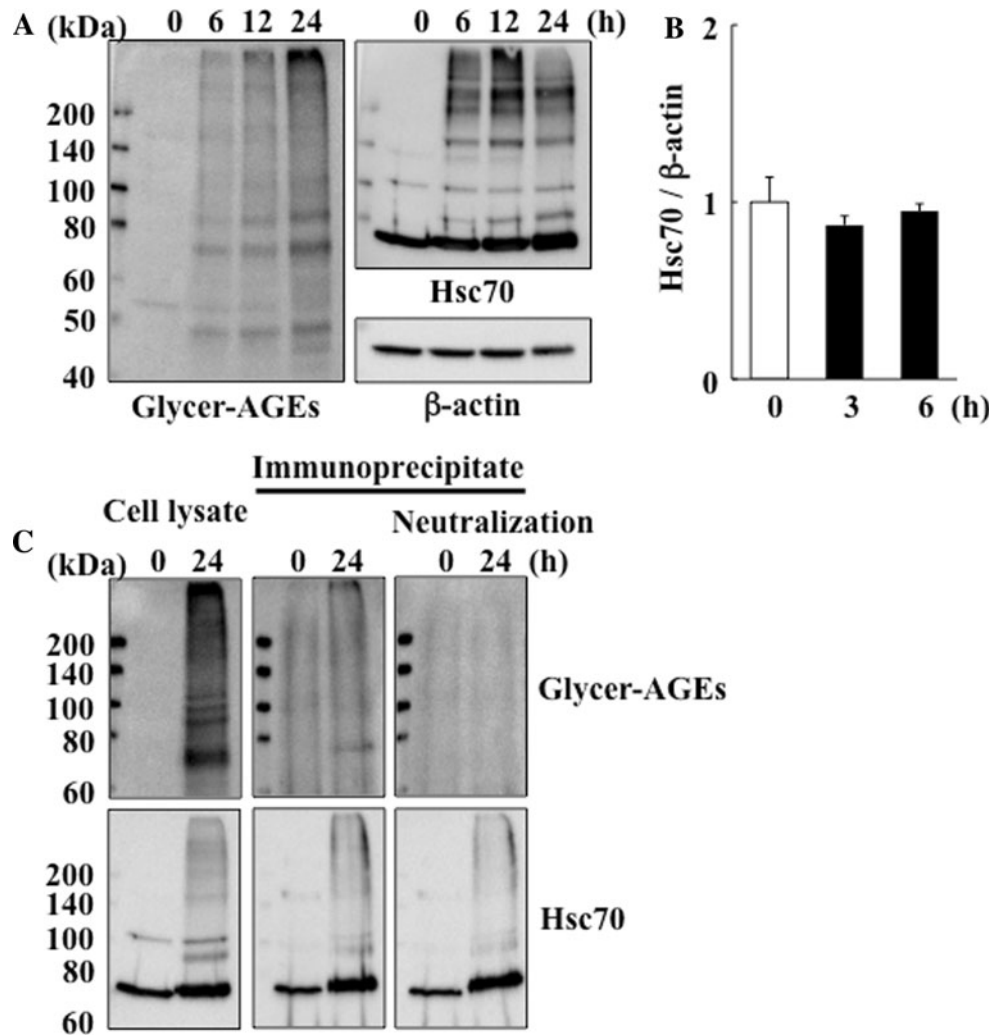 A (kDa) 0 6 12 24
200
140
100
80
60
50
40
Glycer-AGEs
0 6 12 24 (h)
Hsc70
β-actin
B
Hsc70 / β-actin
2
1
0
0 3 6 (h)
C
Immunoprecipitate
Cell lysate
Neutralization
(kDa) 0 24 0 24 0 24 (h)
200
140
100
80
60
Glycer-AGEs
200
140
100
80
60
Hsc70